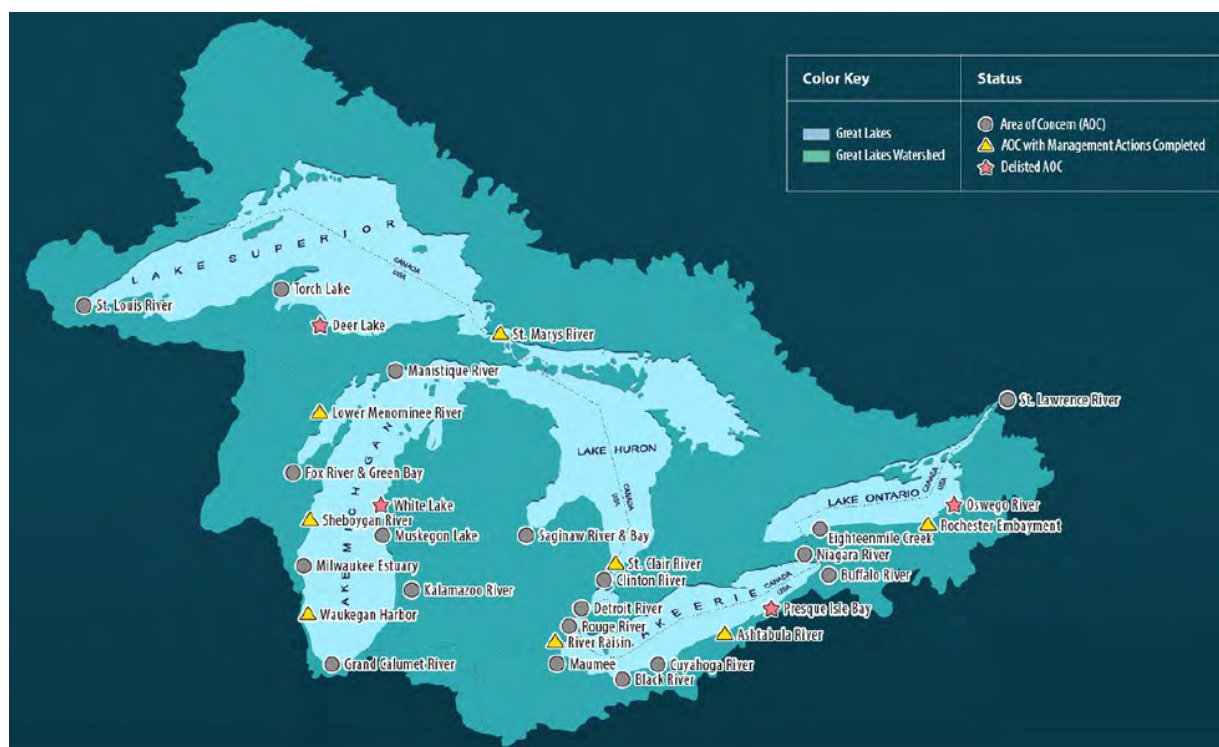 Color Key
Status
Great Lakes
Great Lakes Watershed
Area of Concern (AOC)
AOC with Management Actions Completed
Delisted AOC
LAKE SUPERIOR
CANADA
USA
Torch Lake
St. Louis River
Deer Lake
St. Marys River
Manistique River
St. Lawrence River
Lower Menominee River
LAKE MICHIGAN
LAKE HURON
CANADA
USA
Fox River & Green Bay
LAKE ONTARIO
CANADA
USA
White Lake
Oswego River
Sheboygan River
Rochester Embayment
Muskegon Lake
Saginaw River & Bay
Eighteenmile Creek
Niagara River
Milwaukee Estuary
St. Clair River
Clinton River
Buffalo River
Kalamazoo River
CANADA
USA
LAKE ERIE
Detroit River
Presque Isle Bay
Waukegan Harbor
Rouge River
River Raisin
Ashtabula River
Grand Calumet River
Maumee
Cuyahoga River
Black River